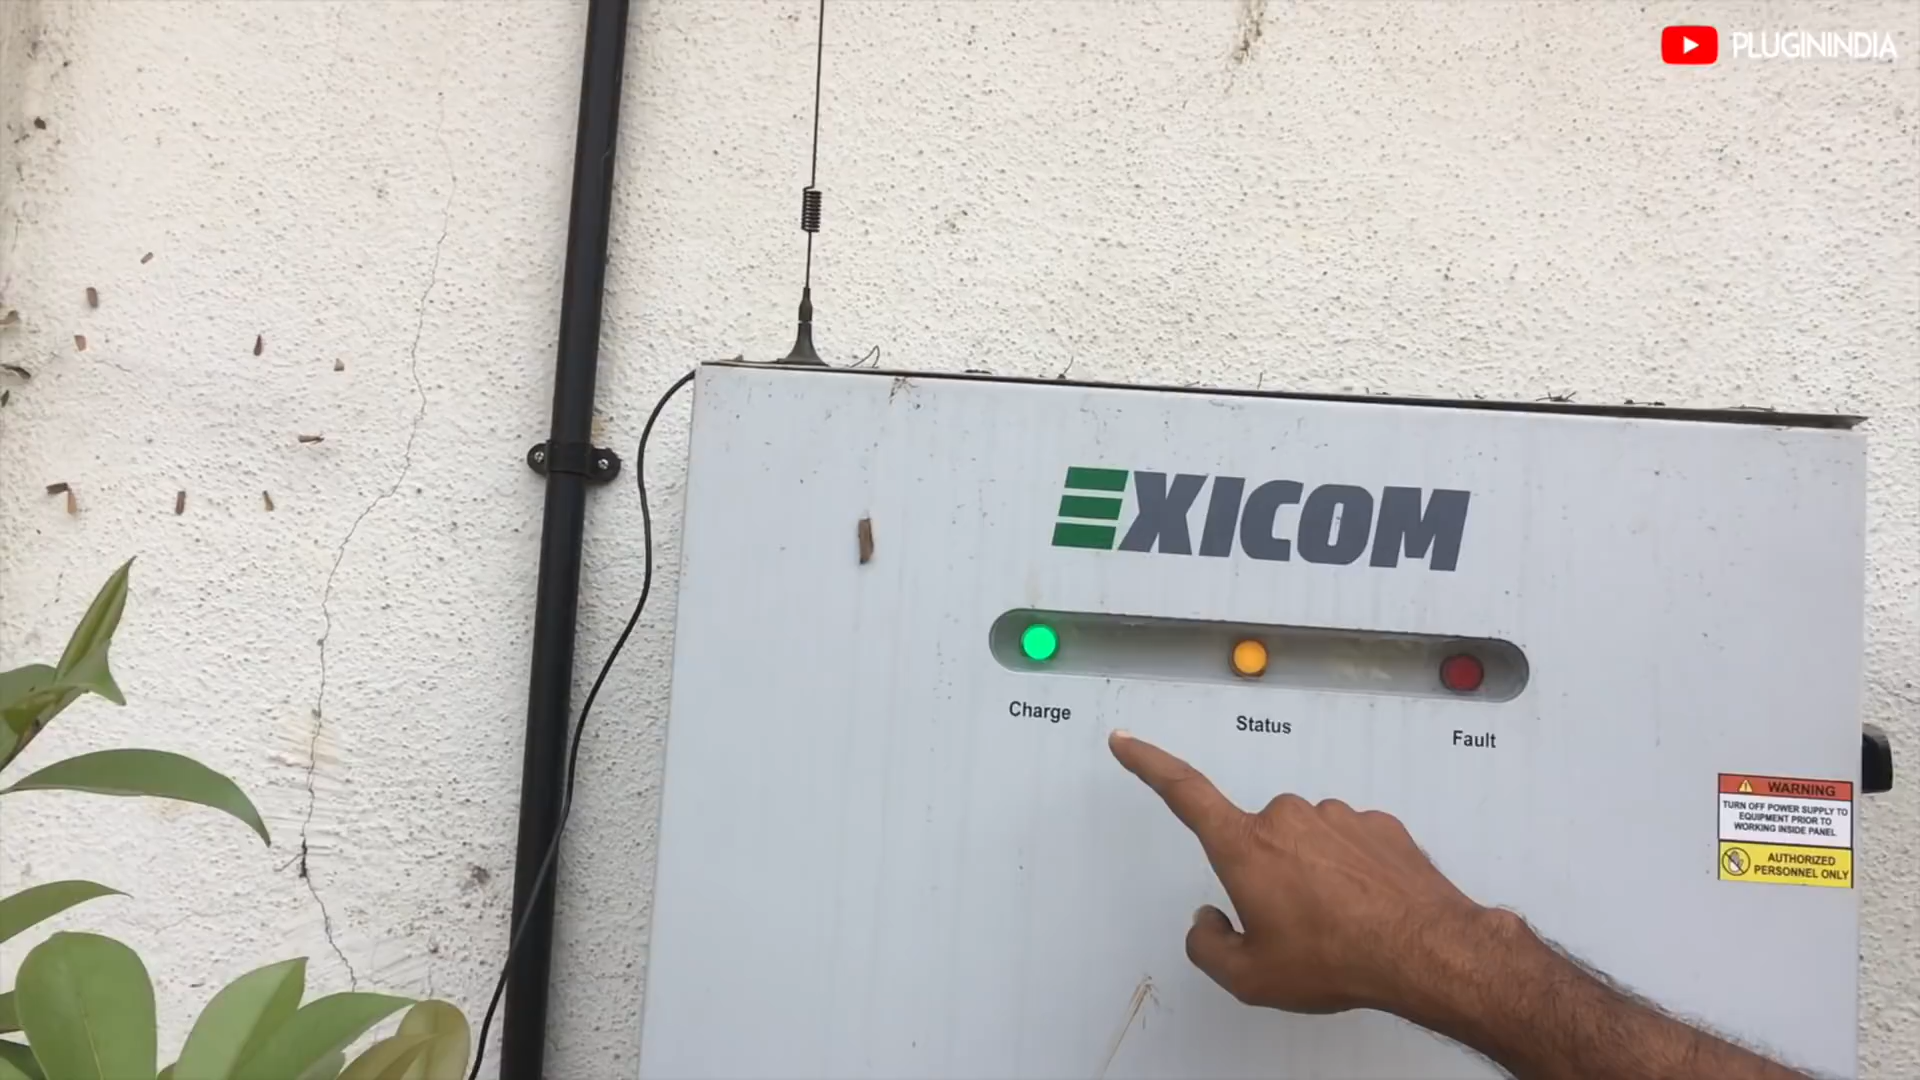 PLUGININDIA
EXICOM
Charge
Status
Fault
WARNING
TURN OFF POWER SUPPLY TO
EQUIPMENT PRIOR TO
WORKING INSIDE PANEL
AUTHORIZED
PERSONNEL ONLY